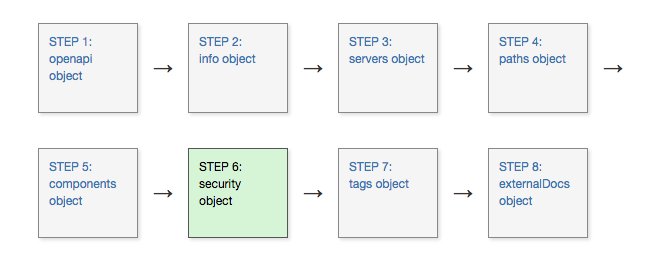 STEP 1:
openapi
object
→
STEP 2:
info object
→
STEP 3:
servers object
→
STEP 4:
paths object
→
STEP 5:
components
object
→
STEP 6:
security
object
→
STEP 7:
tags object
→
STEP 8:
externalDocs
object